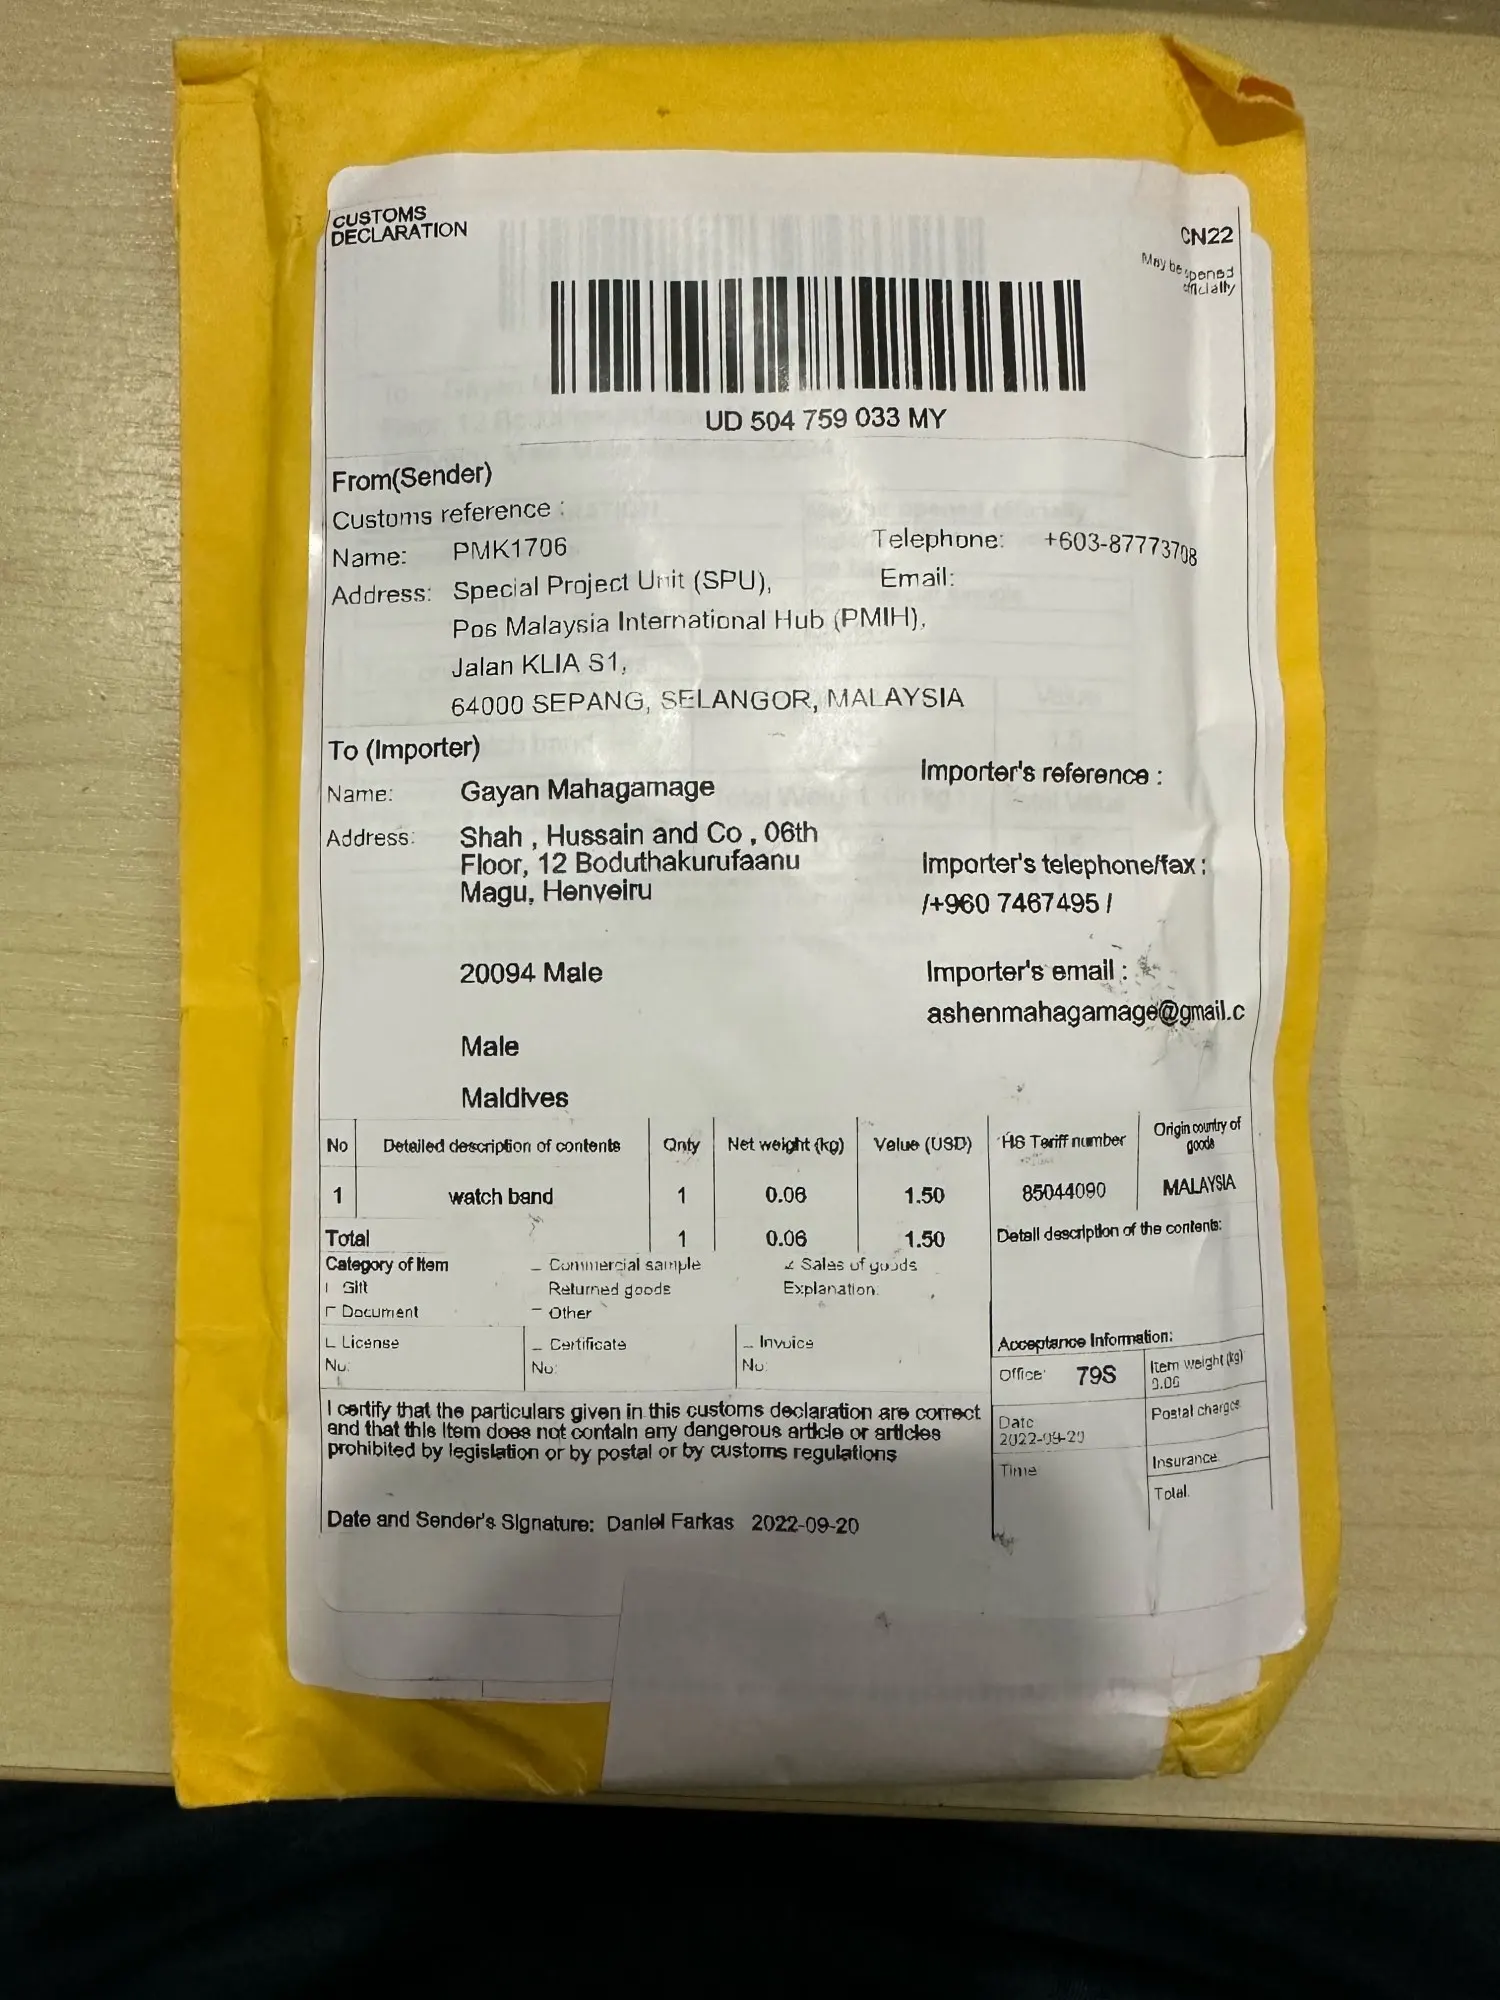 CUSTOMS
DECLARATION
CN22
May be opened
officially
UD 504 759 033 MY
From(Sender)
Customs reference :
Name: PMK1706
Telephone: +603-87773708
Address: Special Project Unit (SPU),
Email:
Pos Malaysia International Hub (PMIH),
Jalan KLIA S1,
64000 SEPANG, SELANGOR, MALAYSIA
To (Importer)
Importer's reference :
Name: Gayan Mahagamage
Address: Shah , Hussain and Co , 06th
Floor, 12 Boduthakurufaanu
Magu, Henveiru
Importer's telephone/fax :
/+960 7467495 /
20094 Male
Importer's email :
ashenmahagamage@gmail.c
Male
Maldives
No Detailed description of contents Qnty Net weight (kg) Value (USD) HS Tariff number Origin country of
goods
1 watch band 1 0.06 1.50 85044090 MALAYSIA
Total 1 0.06 1.50 Detail description of the contents:
Category of Item Commercial sample Sales of goods
Gift Returned goods Explanation:
Document Other
License Certificate Invoice
No: No: No:
Acceptance Information:
Office: 79S Item weight (kg)
0.06
I certify that the particulars given in this customs declaration are correct
and that this item does not contain any dangerous article or articles
prohibited by legislation or by postal or by customs regulations
Date
2022-09-20
Postal charges
Time
Insurance
Total
Date and Sender's Signature: Daniel Farkas 2022-09-20